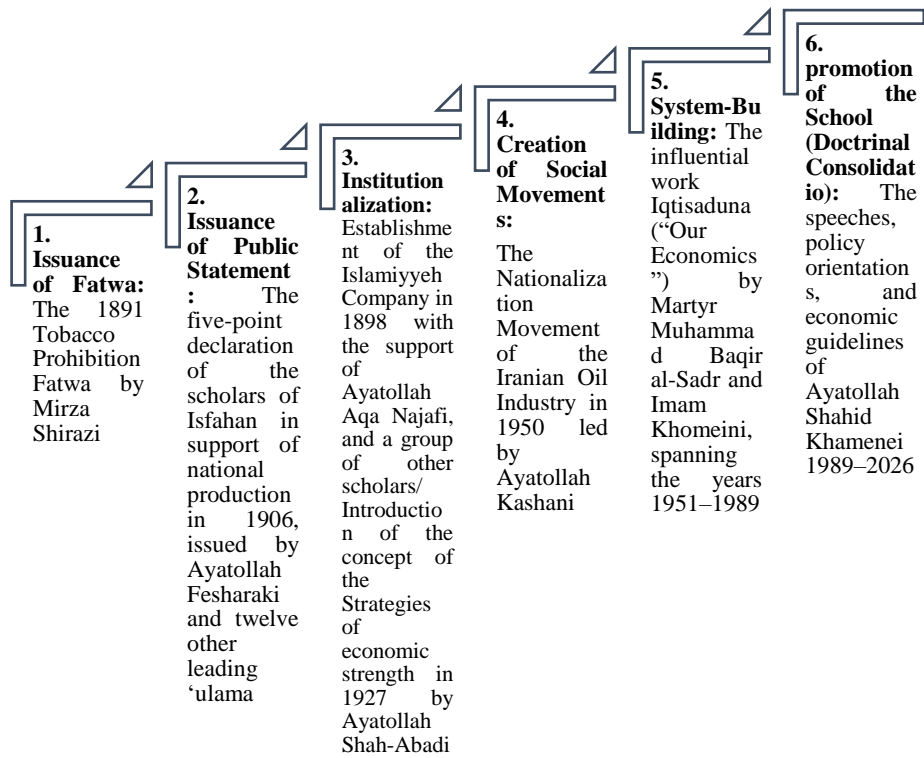 1.
Issuance
of Fatwa:
The 1891
Tobacco
Prohibition
Fatwa by
Mirza
Shirazi
2.
Issuance
of Public
Statement
: The
five-point
declaration
of the
scholars of
Isfahan in
support of
national
production
in 1906,
issued by
Ayatollah
Fesharaki
and twelve
other
leading
‘ulama
3.
Institution
alization:
Establishme
nt of the
Islamiyyeh
Company in
1898 with
the support
of
Ayatollah
Aqa Najafi,
and a group
of other
scholars/
Introductio
n of the
concept of
the
Strategies
of
economic
strength in
1927 by
Ayatollah
Shah-Abadi
4.
Creation
of Social
Movement
s:
The
Nationaliza
tion
Movement
of the
Iranian Oil
Industry in
1950 led
by
Ayatollah
Kashani
5.
System-Bu
ilding: The
influential
work
Iqtisaduna
(“Our
Economics
”) by
Martyr
Muhamma
d Baqir
al-Sadr and
Imam
Khomeini,
spanning
the years
1951–1989
6.
promotion
of the
School
(Doctrinal
Consolidat
io): The
speeches,
policy
orientation
s, and
economic
guidelines
of
Ayatollah
Shahid
Khamenei
1989–2026